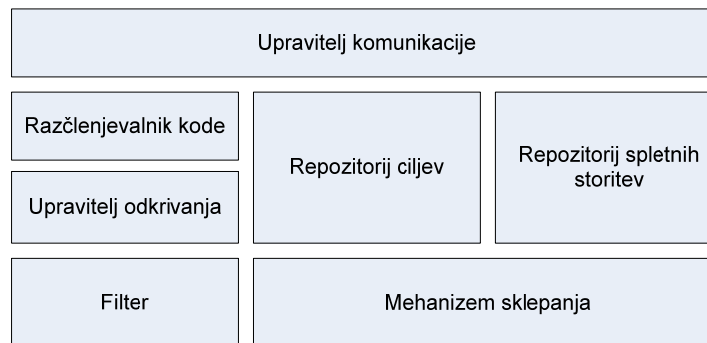 Upravitelj komunikacije
Razčlenjevalnik kode
Upravitelj odkrivanja
Repozitorij ciljev
Repozitorij spletnih
storitev
Filter
Mehanizem sklepanja